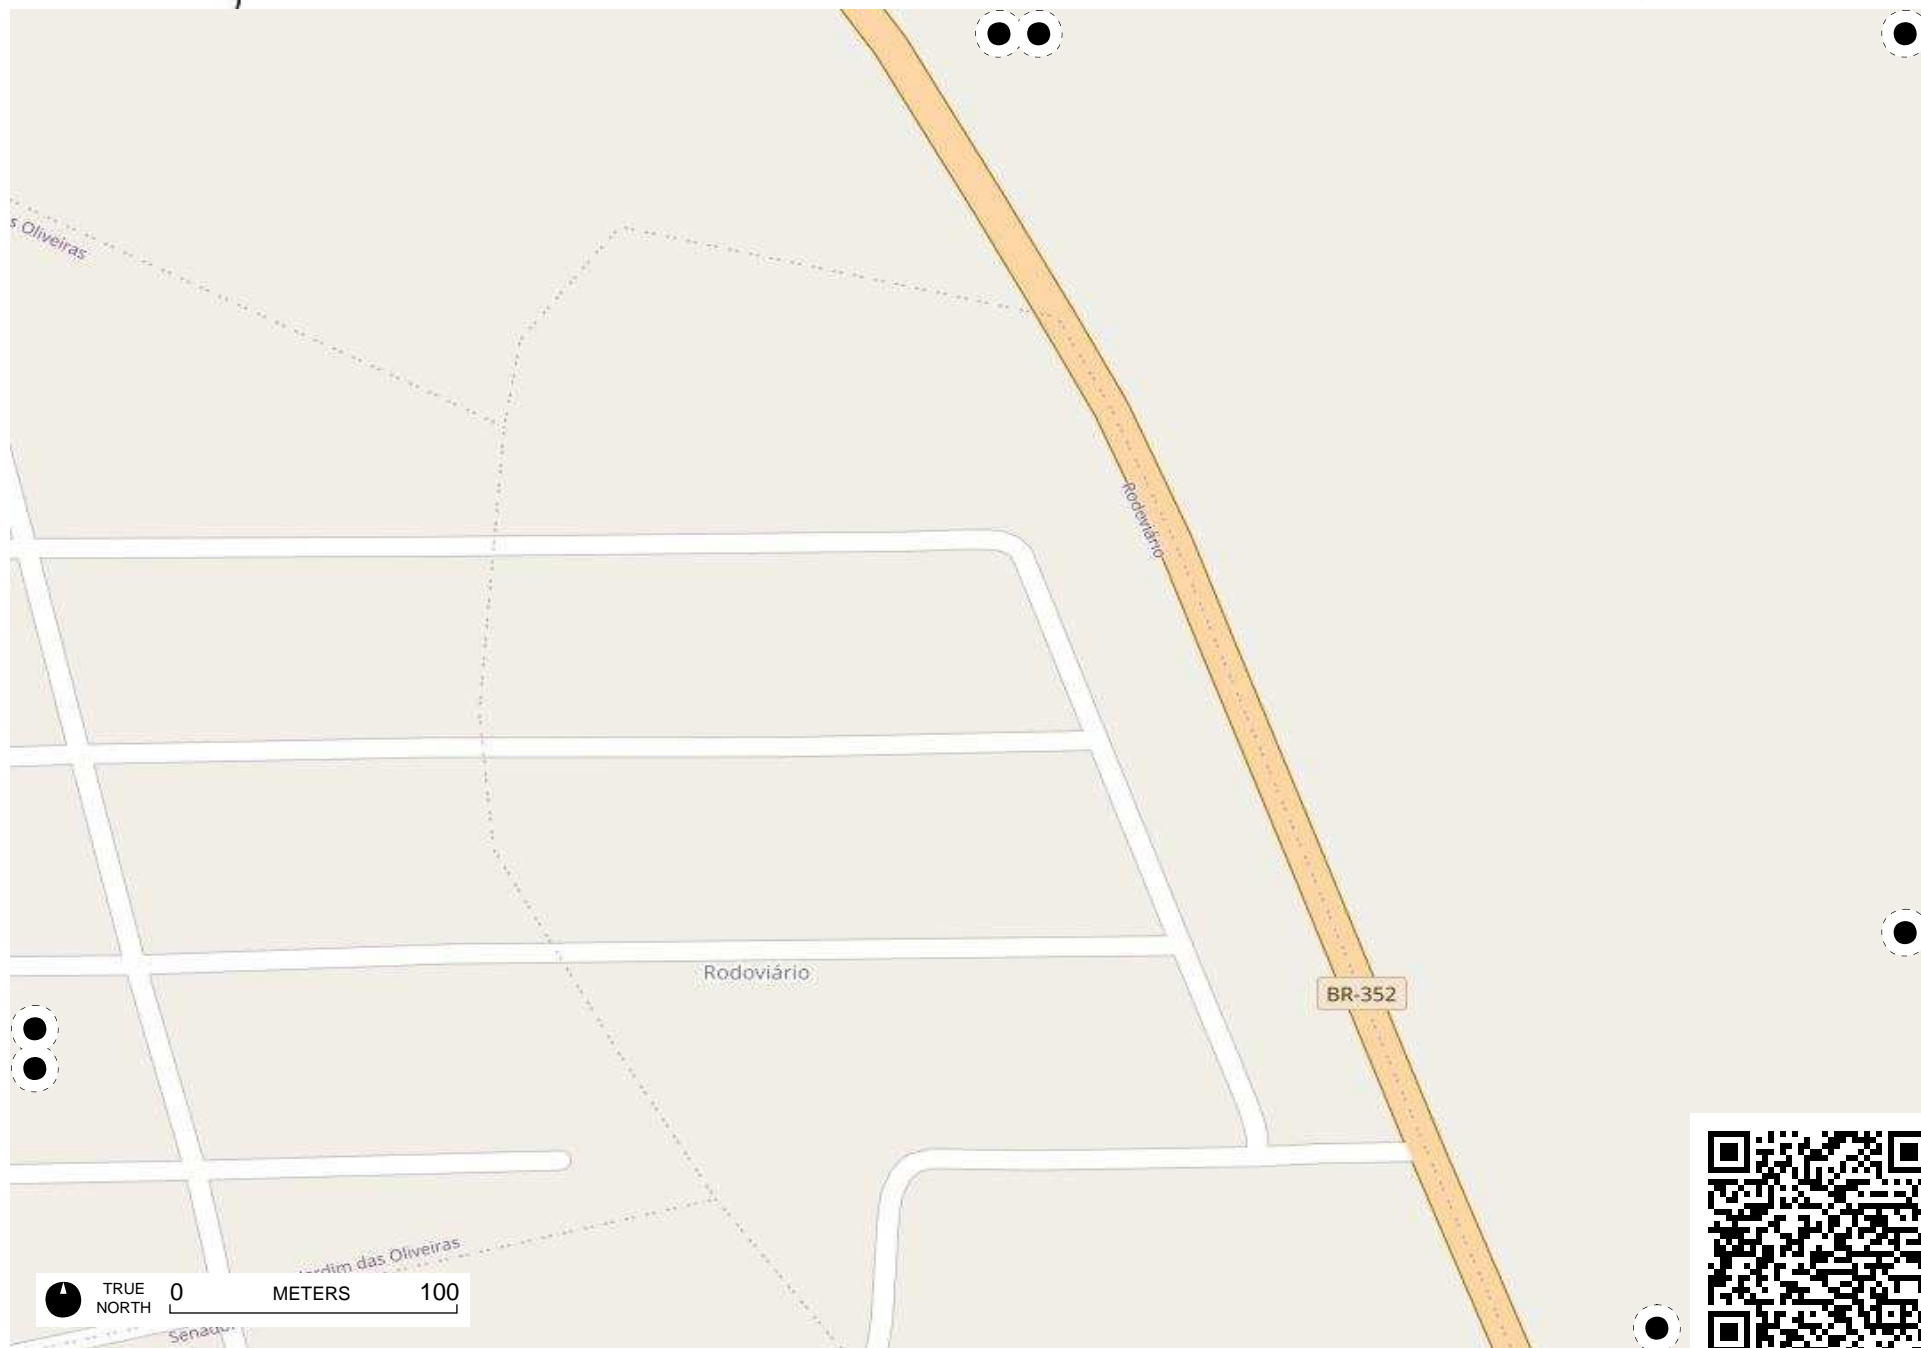 s Oliveiras
Rodoviário
Rodoviário
BR-352
Jardim das Oliveiras
TRUE
NORTH
0 METERS 100